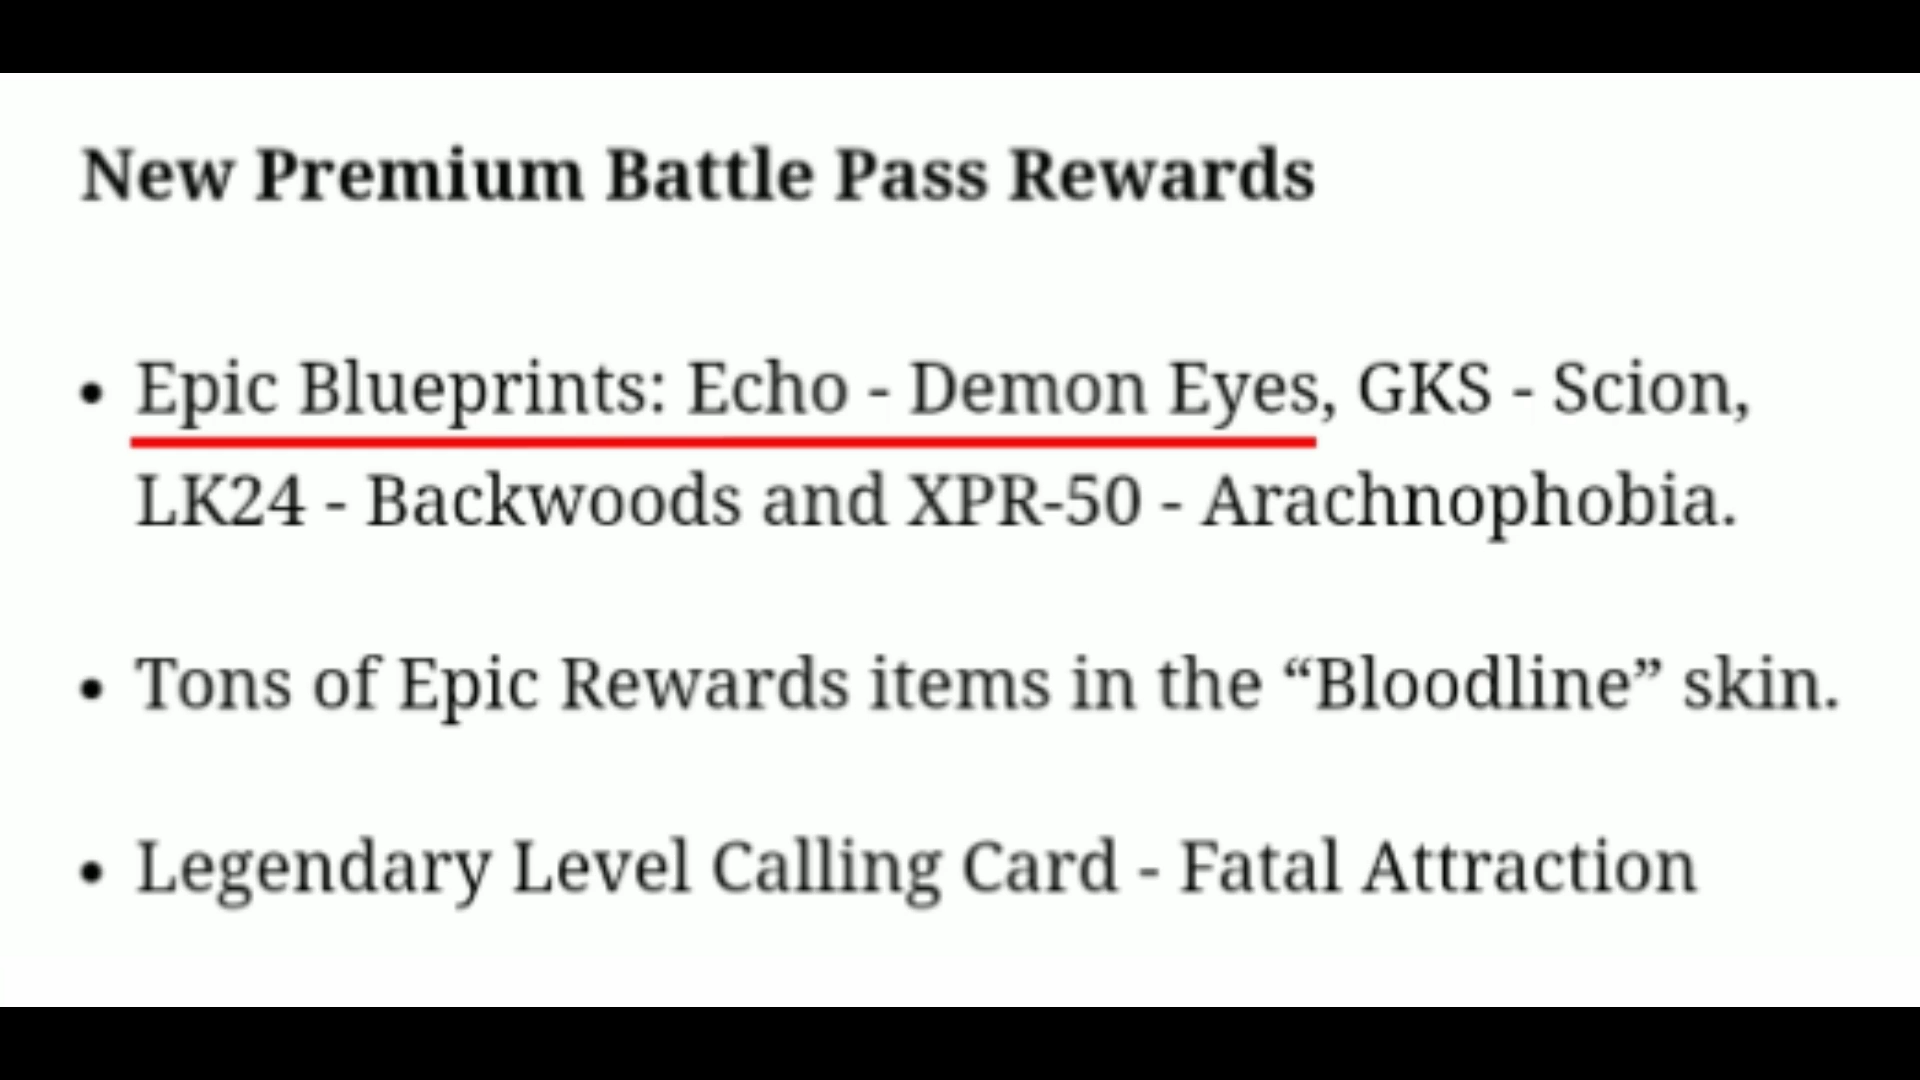 New Premium Battle Pass Rewards
• Epic Blueprints: Echo - Demon Eyes, GKS - Scion,
LK24 - Backwoods and XPR-50 - Arachnophobia.
• Tons of Epic Rewards items in the “Bloodline” skin.
• Legendary Level Calling Card - Fatal Attraction